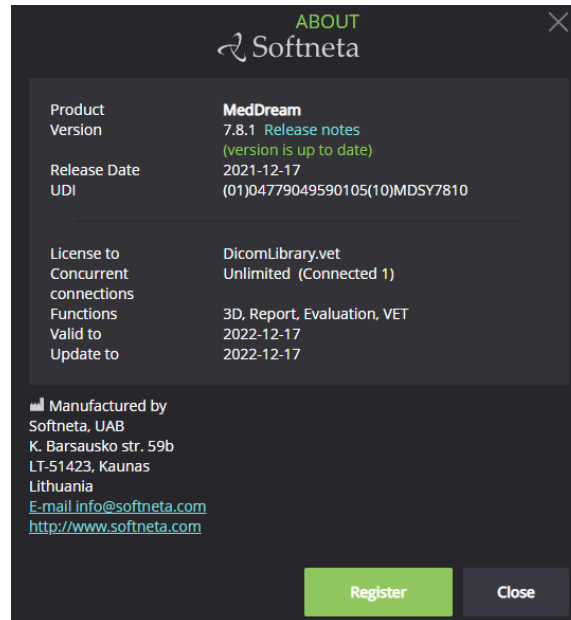 ABOUT
Softneta
Product MedDream
Version 7.8.1 Release notes
(version is up to date)
Release Date 2021-12-17
UDI (01)04779049590105(10)MDSY7810
License to DicomLibrary.vet
Concurrent connections Unlimited (Connected 1)
Functions 3D, Report, Evaluation, VET
Valid to 2022-12-17
Update to 2022-12-17
Manufactured by
Softneta, UAB
K. Barsausko str. 59b
LT-51423, Kaunas
Lithuania
E-mail info@softneta.com
http://www.softneta.com
Register Close